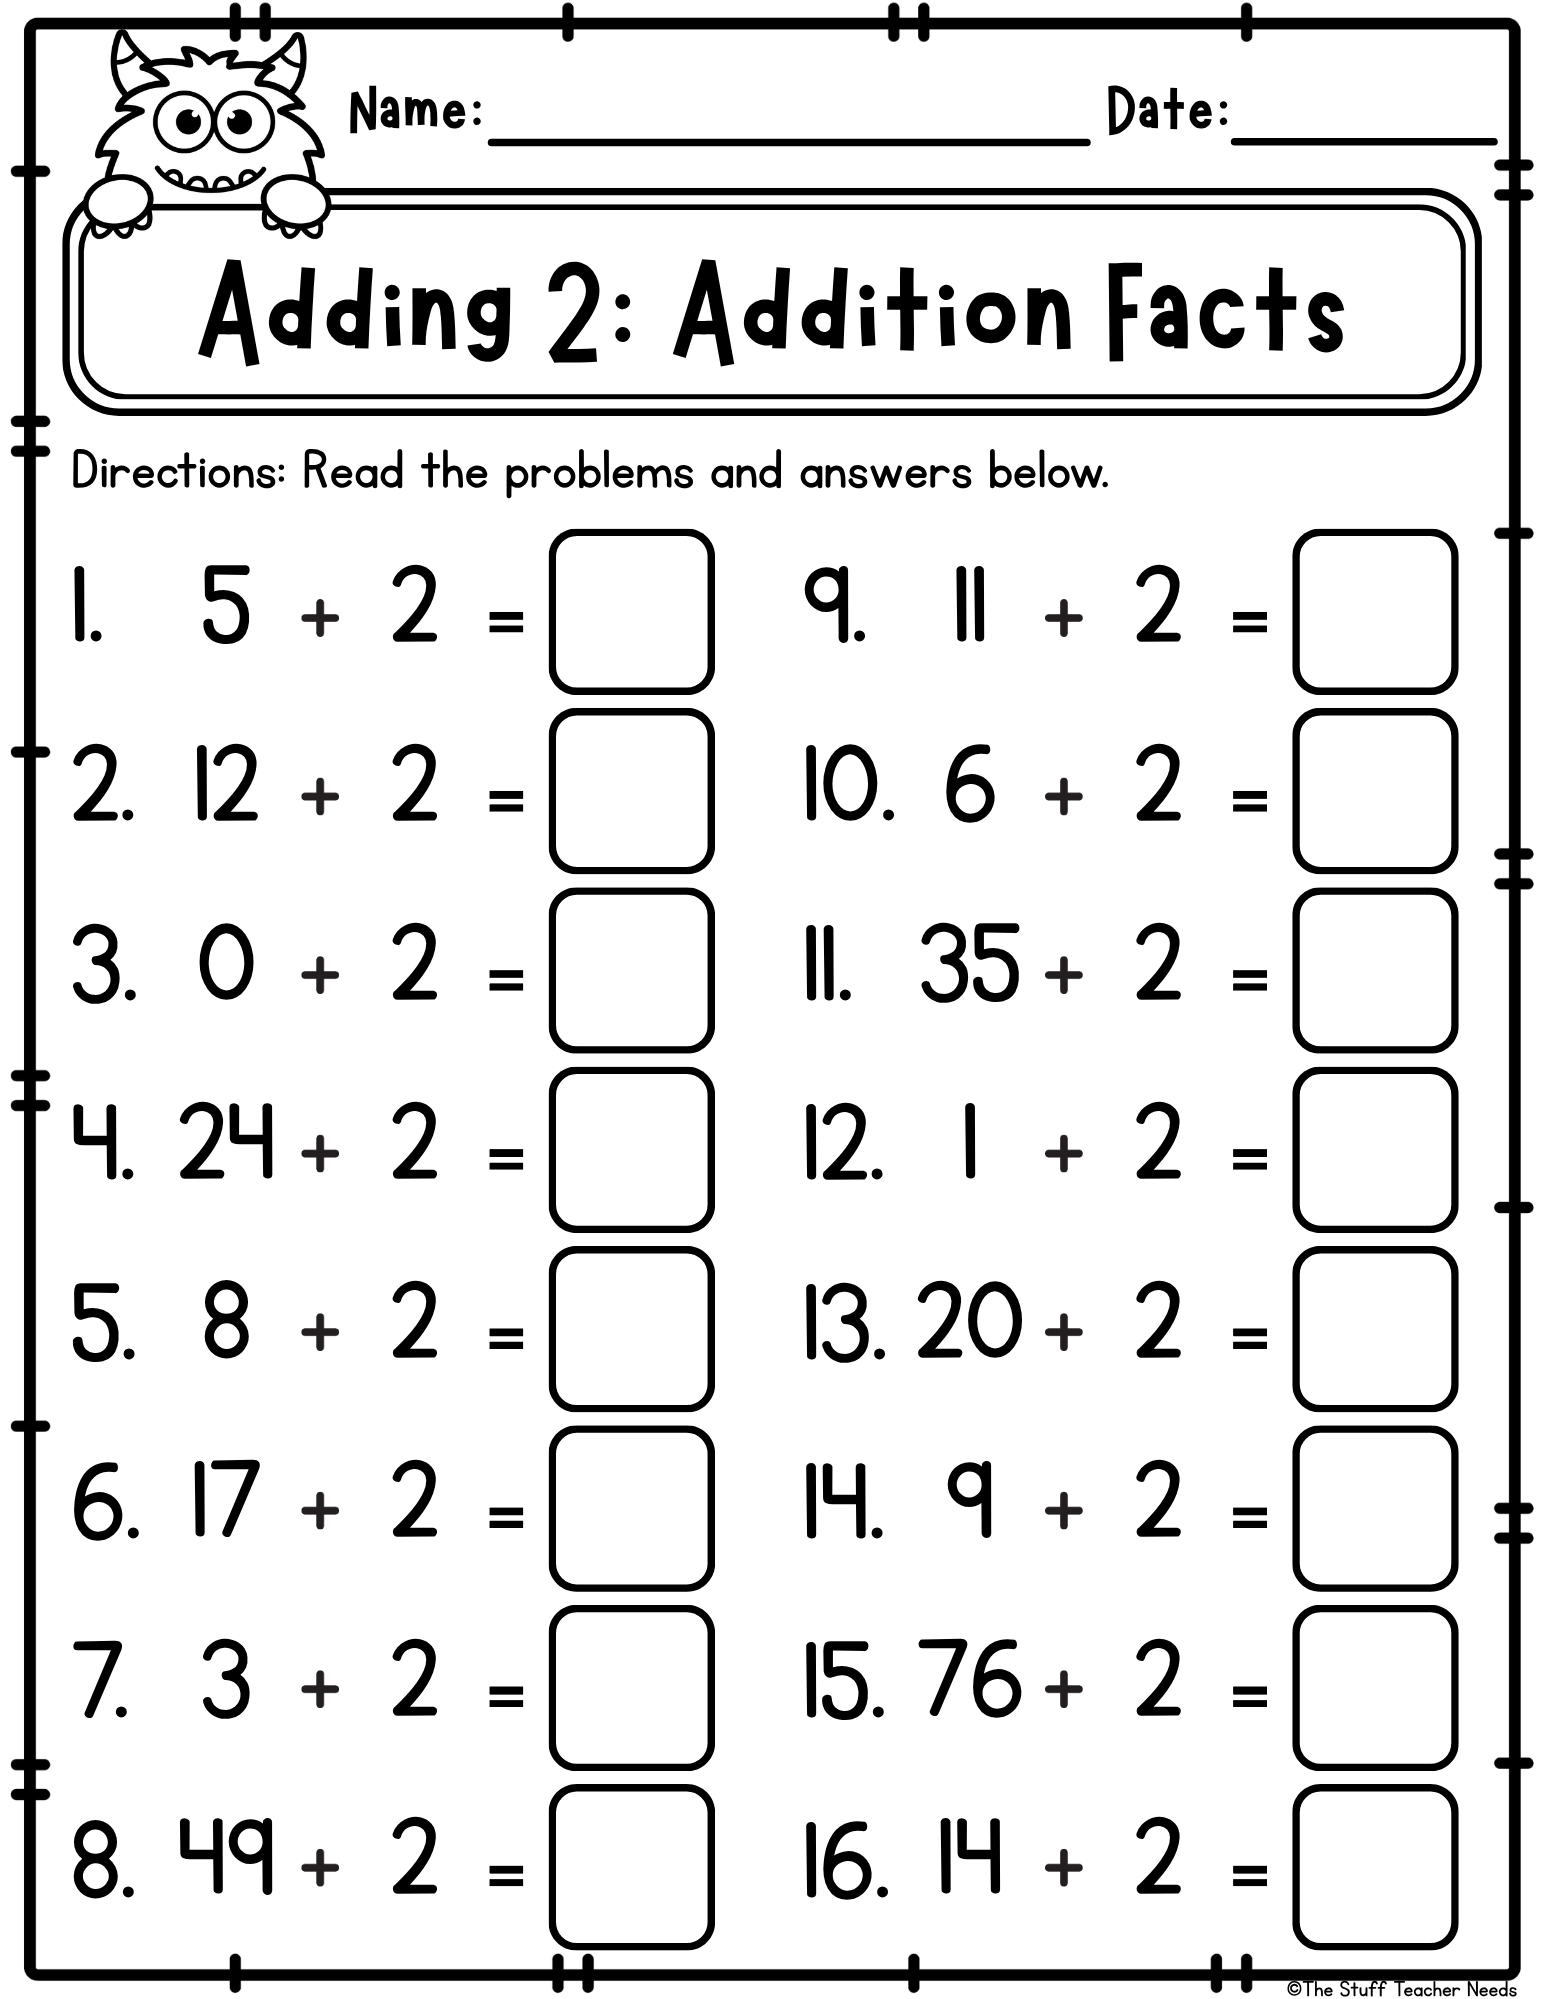 Name: Date:
Adding 2: Addition Facts
Directions: Read the problems and answers below.
1. 5 + 2 =
2. 12 + 2 =
3. 0 + 2 =
4. 24 + 2 =
5. 8 + 2 =
6. 17 + 2 =
7. 3 + 2 =
8. 49 + 2 =
9. 11 + 2 =
10. 6 + 2 =
11. 35 + 2 =
12. 1 + 2 =
13. 20 + 2 =
14. 9 + 2 =
15. 76 + 2 =
16. 14 + 2 =
©The Stuff Teacher Needs